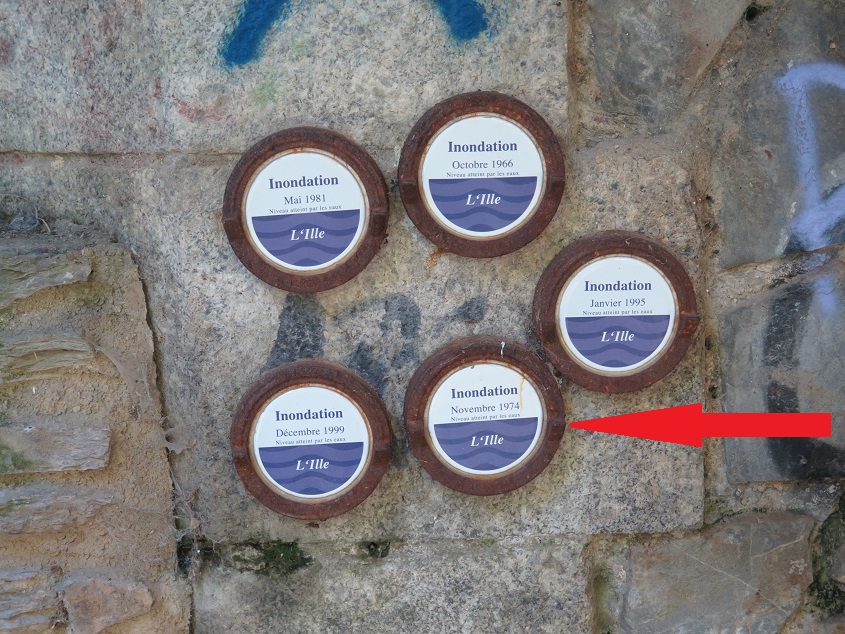 Inondation
Octobre 1966
Niveau atteint par les eaux
L'Ille
Inondation
Mai 1981
Niveau atteint par les eaux
L'Ille
Inondation
Janvier 1995
Niveau atteint par les eaux
L'Ille
Inondation
Novembre 1974
Niveau atteint par les eaux
L'Ille
Inondation
Décembre 1999
Niveau atteint par les eaux
L'Ille